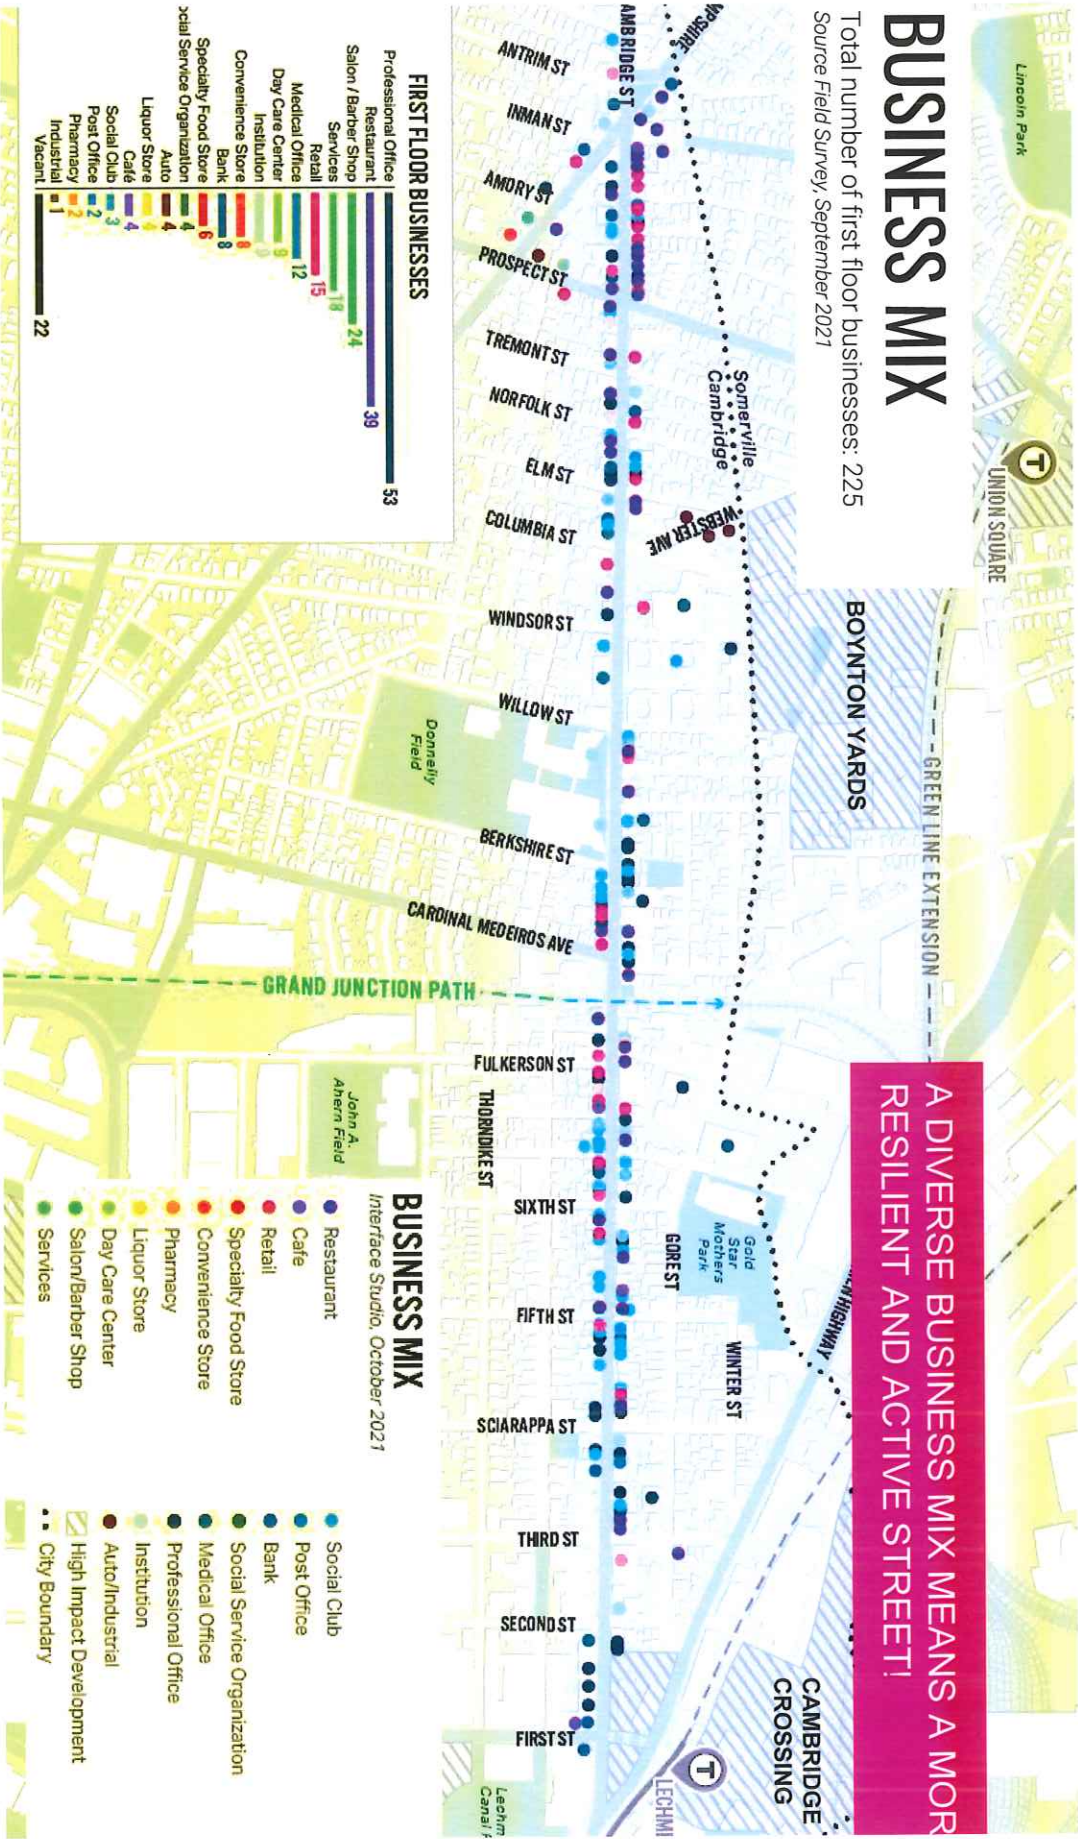 BUSINESS MIX
Total number of first floor businesses: 225
Source Field Survey, September 2021
A DIVERSE BUSINESS MIX MEANS A MOR
RESILIENT AND ACTIVE STREET!
Lincoln Park
T
UNION SQUARE
GREEN LINE EXTENSION
BOYNTON YARDS
Somerville
Cambridge
MPSHIRE
AMBRIDGE ST
WEBSTER AVE
ANTRIM ST
INMAN ST
AMORY ST
PROSPECT ST
TREMONT ST
NORFOLK ST
ELM ST
COLUMBIA ST
WINDSOR ST
WILLOW ST
BERKSHIRE ST
CARDINAL MEDEIROS AVE
GRAND JUNCTION PATH
FULKERSON ST
THORNDIKE ST
SIXTH ST
FIFTH ST
SCIARAPPA ST
THIRD ST
SECOND ST
FIRST ST
GORE ST
WINTER ST
HIGHWAY
Gold
Star
Mothers
Park
CAMBRIDGE
CROSSING
T
LECHM
Lechm
Canal
Donnelly
Field
John A.
Ahern Field
FIRST FLOOR BUSINESSES
Professional Office 53
Restaurant 39
Salon / Barber Shop 24
Services 18
Retail 15
Medical Office 12
Day Care Center 9
Institution 9
Convenience Store 8
Bank 8
Specialty Food Store 6
ocial Service Organization 4
Auto 4
Liquor Store 4
Café 4
Social Club 3
Post Office 2
Pharmacy 2
Industrial 1
Vacant 22
BUSINESS MIX
Interface Studio, October 2021
Restaurant
Cafe
Retail
Specialty Food Store
Convenience Store
Pharmacy
Liquor Store
Day Care Center
Salon/Barber Shop
Services
Social Club
Post Office
Bank
Social Service Organization
Medical Office
Professional Office
Institution
Auto/Industrial
High Impact Development
City Boundary